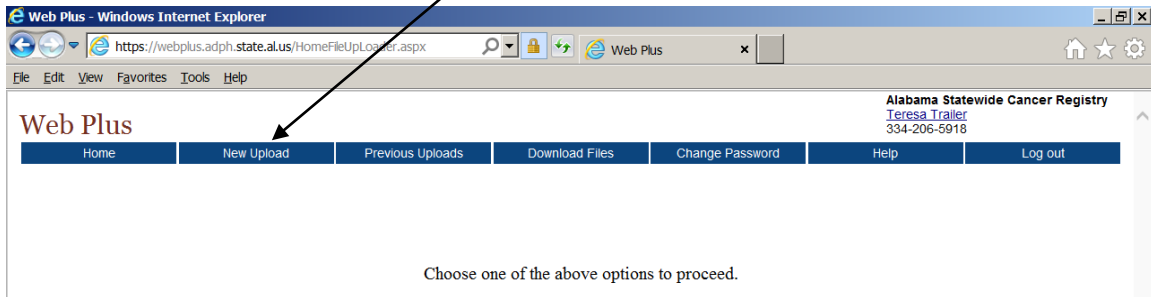 Web Plus - Windows Internet Explorer
https://webplus.adph.state.al.us/HomeFileUpLoader.aspx Web Plus
File Edit View Favorites Tools Help
Alabama Statewide Cancer Registry
Teresa Trailer
334-206-5918
Web Plus
Home New Upload Previous Uploads Download Files Change Password Help Log out
Choose one of the above options to proceed.